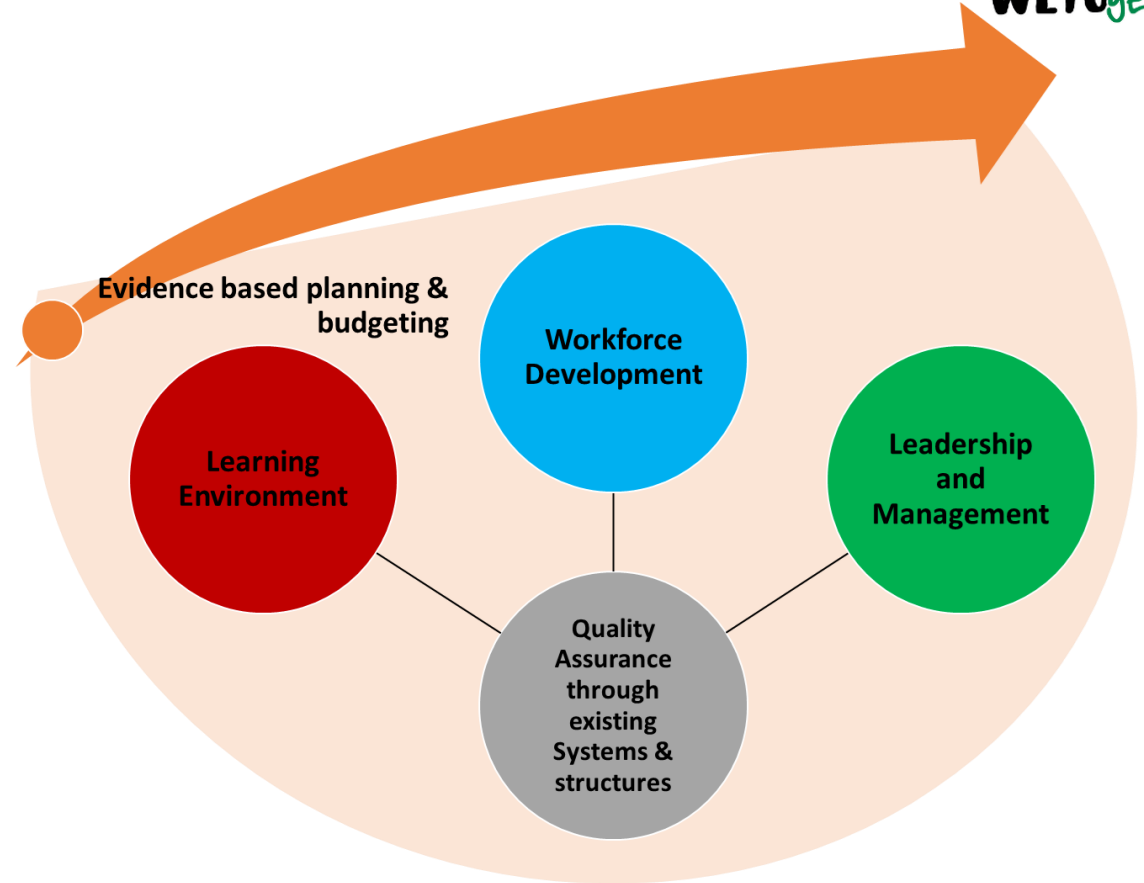 Evidence based planning &
budgeting
Workforce
Development
Learning
Environment
Leadership
and
Management
Quality
Assurance
through
existing
Systems &
structures